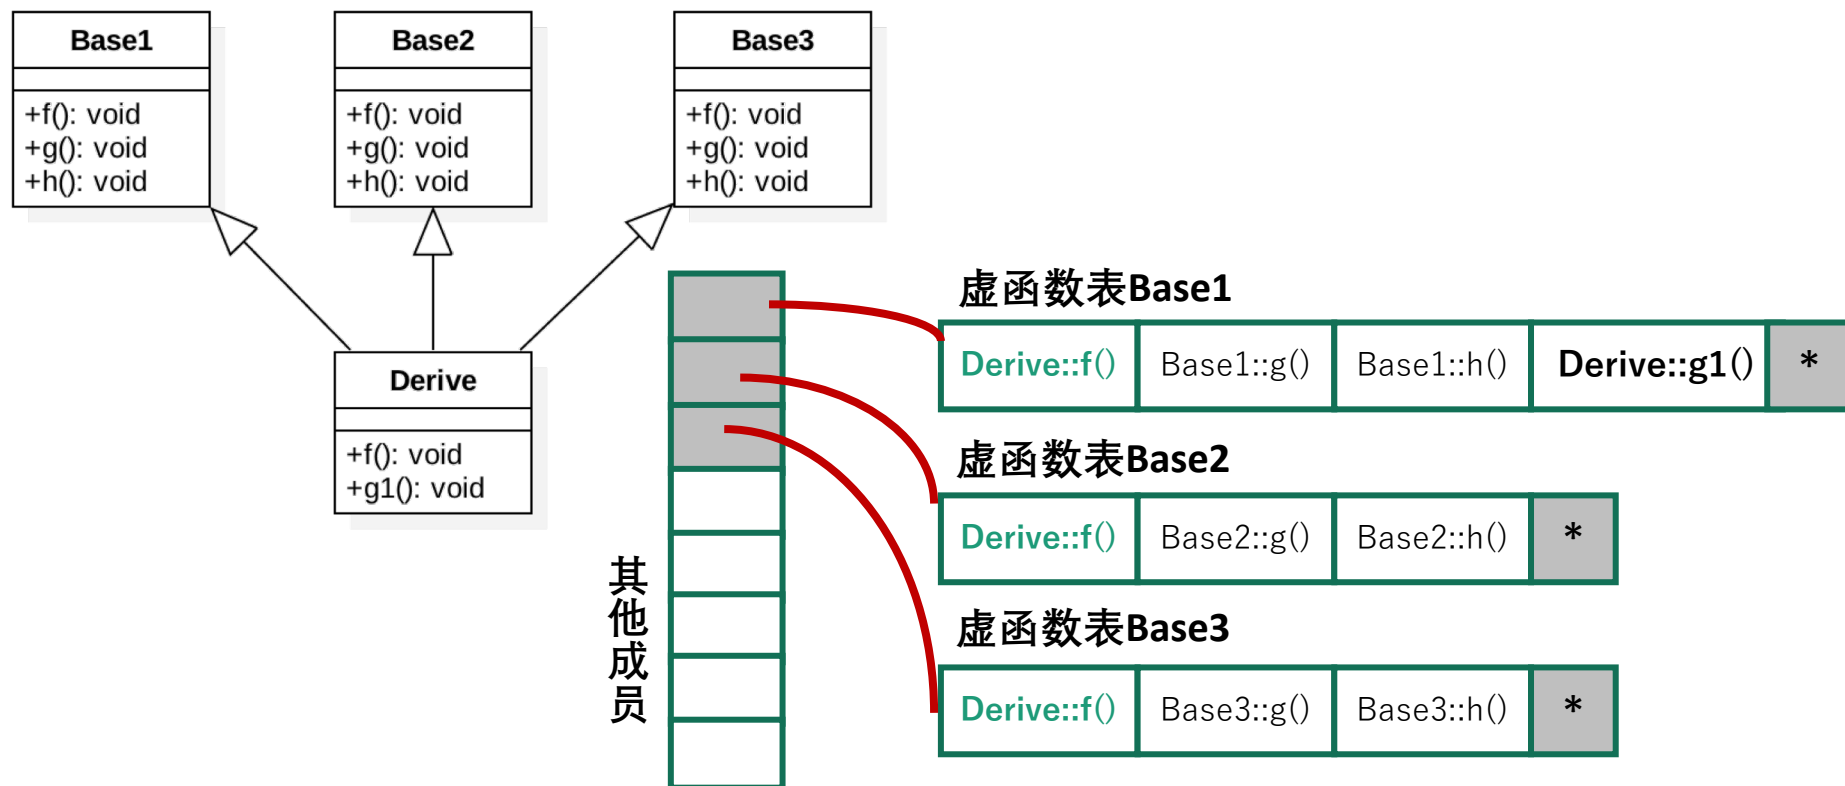 Base1
+f(): void
+g(): void
+h(): void
Base2
+f(): void
+g(): void
+h(): void
Base3
+f(): void
+g(): void
+h(): void
Derive
+f(): void
+g1(): void
其他成员
虚函数表Base1
Derive::f() Base1::g() Base1::h() Derive::g1() *
虚函数表Base2
Derive::f() Base2::g() Base2::h() *
虚函数表Base3
Derive::f() Base3::g() Base3::h() *